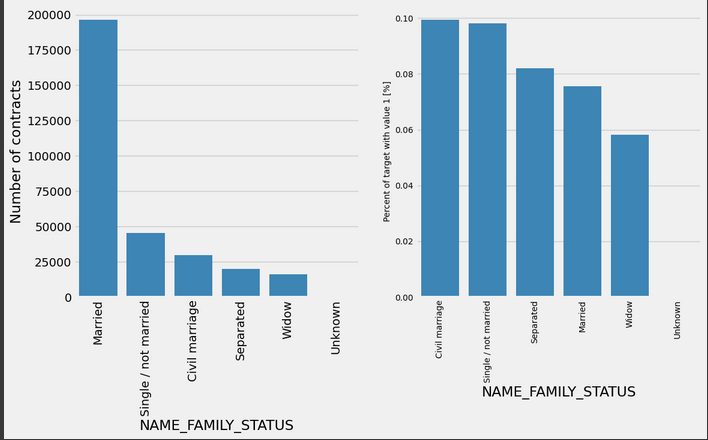 Number of contracts
200000
175000
150000
125000
100000
75000
50000
25000
0
Married
Single / not married
Civil marriage
Separated
Widow
Unknown
NAME_FAMILY_STATUS
Percent of target with value 1 [%]
0.10
0.08
0.06
0.04
0.02
0.00
Civil marriage
Single / not married
Separated
Married
Widow
Unknown
NAME_FAMILY_STATUS